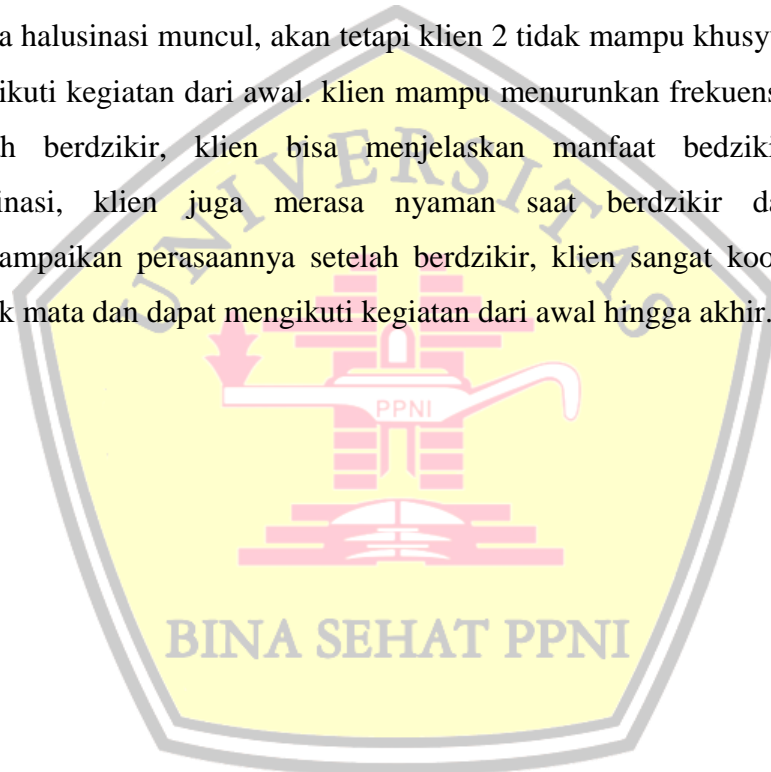 a halusinasi muncul, akan tetapi klien 2 tidak mampu khusy
ikuti kegiatan dari awal. klien mampu menurunkan frekuens
h berdzikir, klien bisa menjelaskan manfaat bedzik
inasi, klien juga merasa nyaman saat berdzikir da
ampaikan perasaannya setelah berdzikir, klien sangat koo
k mata dan dapat mengikuti kegiatan dari awal hingga akhir.
UNIVERSITAS
PPNI
BINA SEHAT PPNI